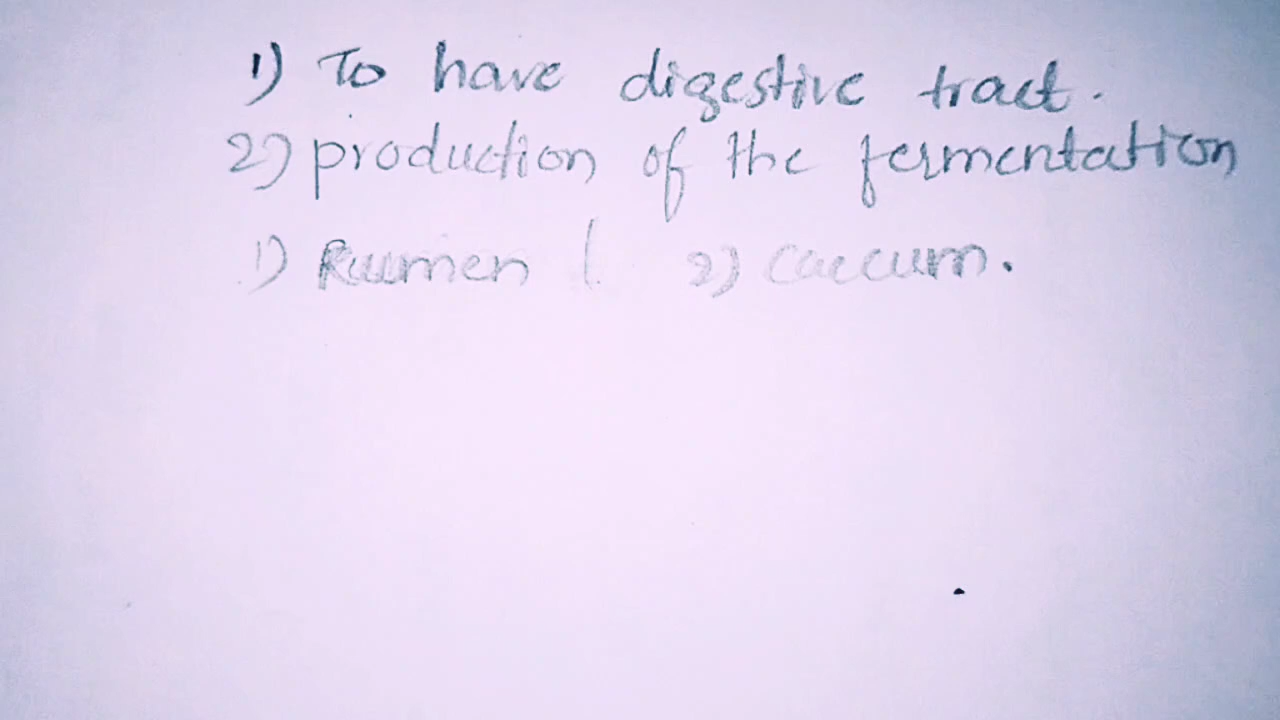 1) To have digestive tract.
2) production of the fermentation
1) Rumen 2) Caecum.